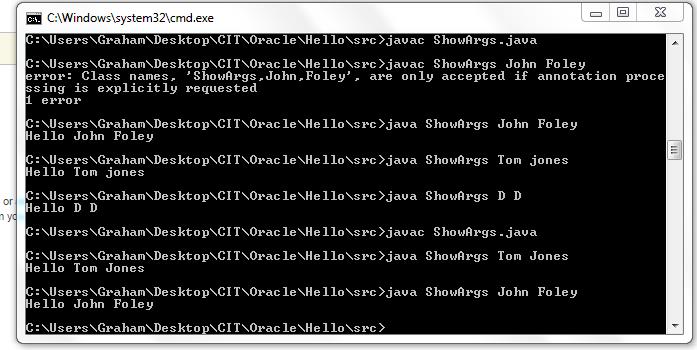 C:\Windows\system32\cmd.exe
C:\Users\Graham\Desktop\CIT\Oracle\Hello\src>javac ShowArgs.java
C:\Users\Graham\Desktop\CIT\Oracle\Hello\src>javac ShowArgs John Foley
error: Class names, 'ShowArgs,John,Foley', are only accepted if annotation proce
ssing is explicitly requested
1 error
C:\Users\Graham\Desktop\CIT\Oracle\Hello\src>java ShowArgs John Foley
Hello John Foley
C:\Users\Graham\Desktop\CIT\Oracle\Hello\src>java ShowArgs Tom jones
Hello Tom jones
C:\Users\Graham\Desktop\CIT\Oracle\Hello\src>java ShowArgs D D
Hello D D
C:\Users\Graham\Desktop\CIT\Oracle\Hello\src>javac ShowArgs.java
C:\Users\Graham\Desktop\CIT\Oracle\Hello\src>java ShowArgs Tom Jones
Hello Tom Jones
C:\Users\Graham\Desktop\CIT\Oracle\Hello\src>java ShowArgs John Foley
Hello John Foley
C:\Users\Graham\Desktop\CIT\Oracle\Hello\src>
or